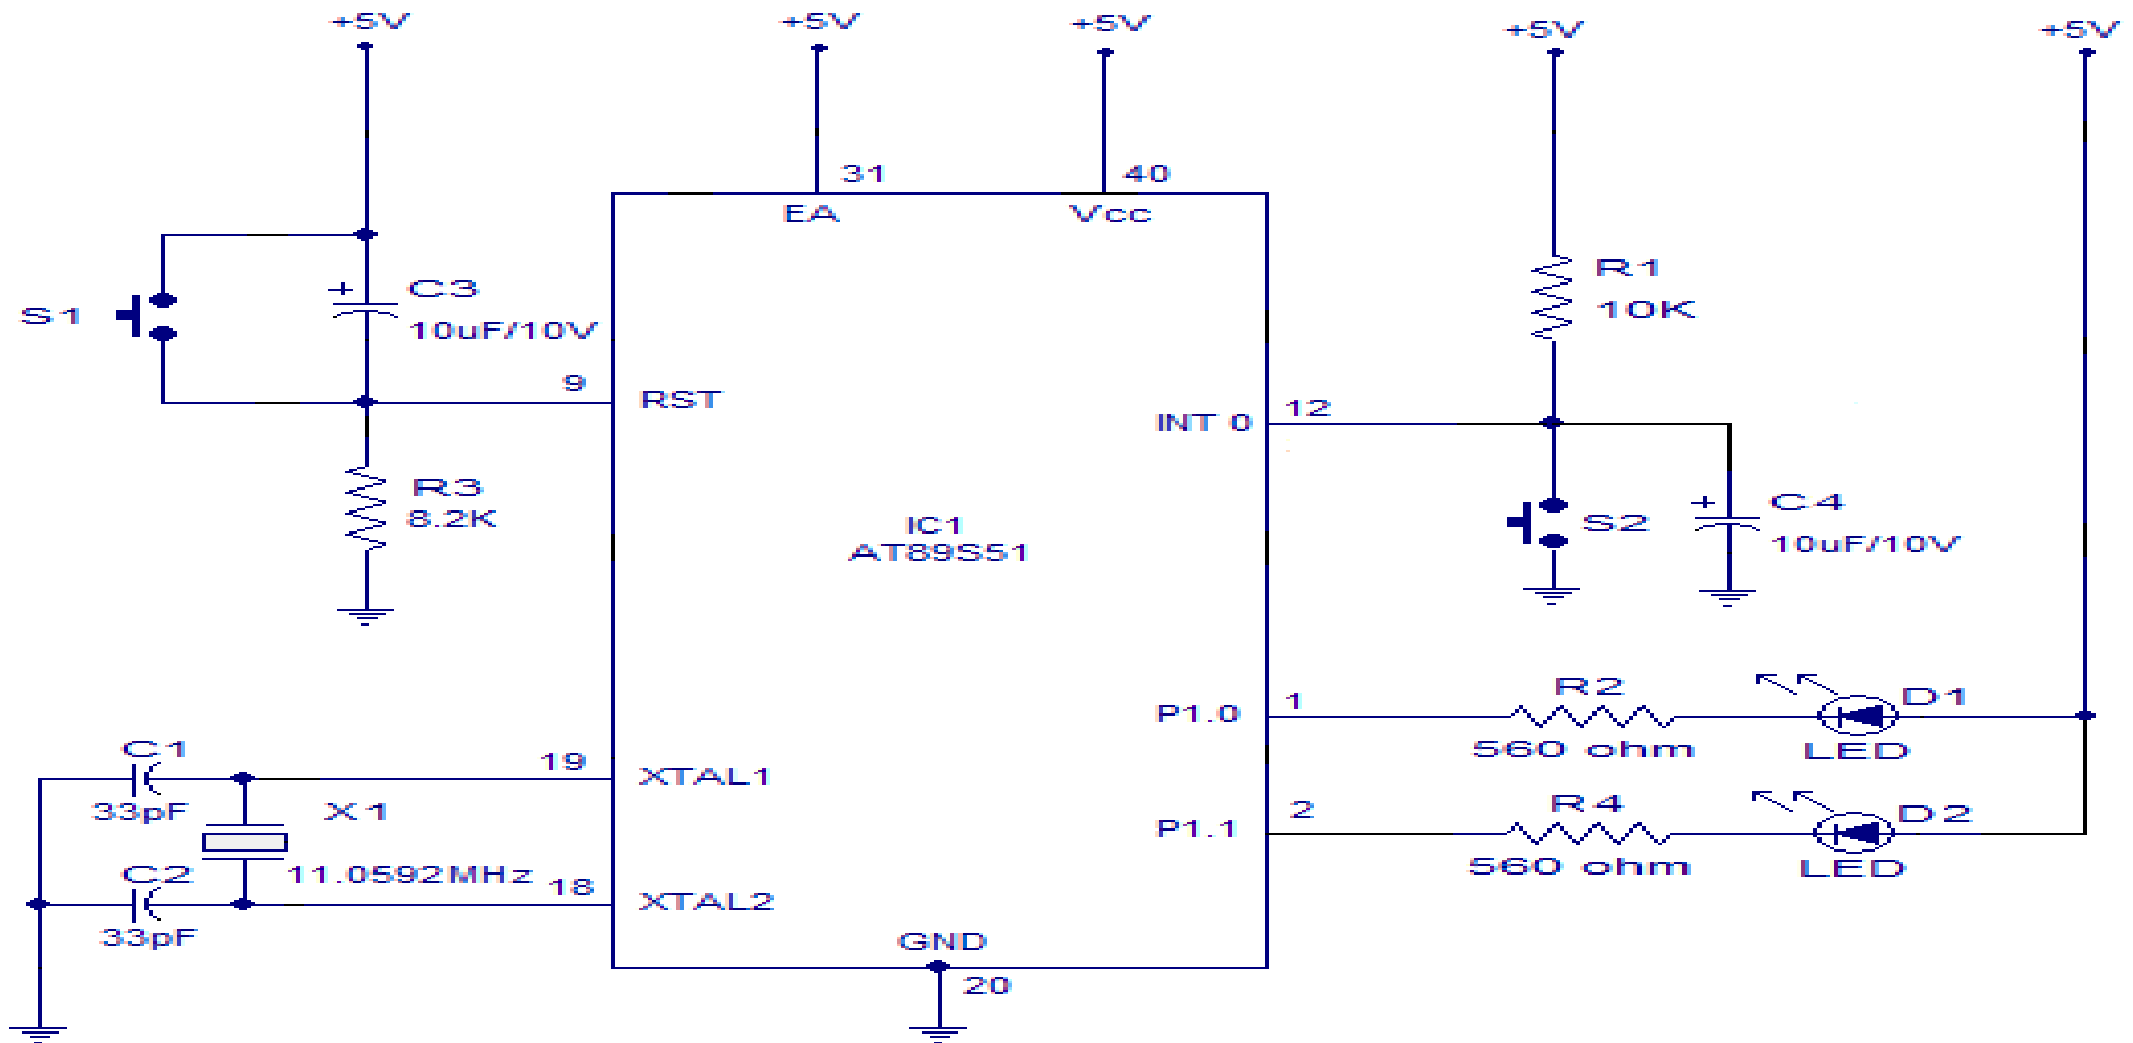 +5V
+5V
+5V
+5V
+5V
31
40
EA
Vcc
S1
+
C3
10uF/10V
R1
10K
9
RST
INT 0
12
R3
8.2K
IC1
AT89S51
S2
+
C4
10uF/10V
P1.0
1
R2
560 ohm
D1
LED
C1
33pF
19
XTAL1
X1
11.0592MHz
P1.1
2
R4
560 ohm
D2
LED
C2
33pF
18
XTAL2
GND
20